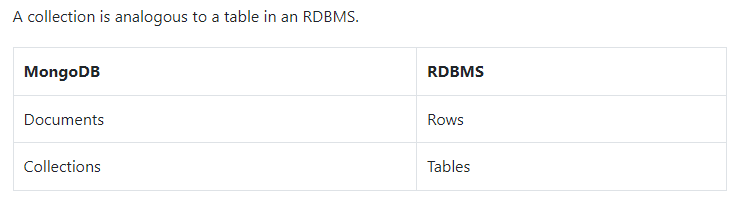 A collection is analogous to a table in an RDBMS.
MongoDB RDBMS
Documents Rows
Collections Tables